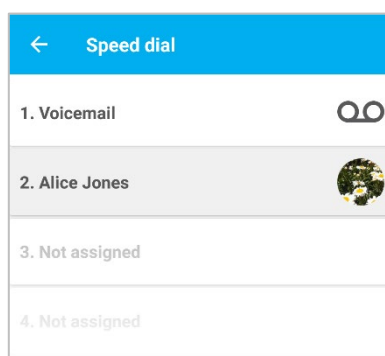 Speed dial
1. Voicemail
2. Alice Jones
3. Not assigned
4. Not assigned